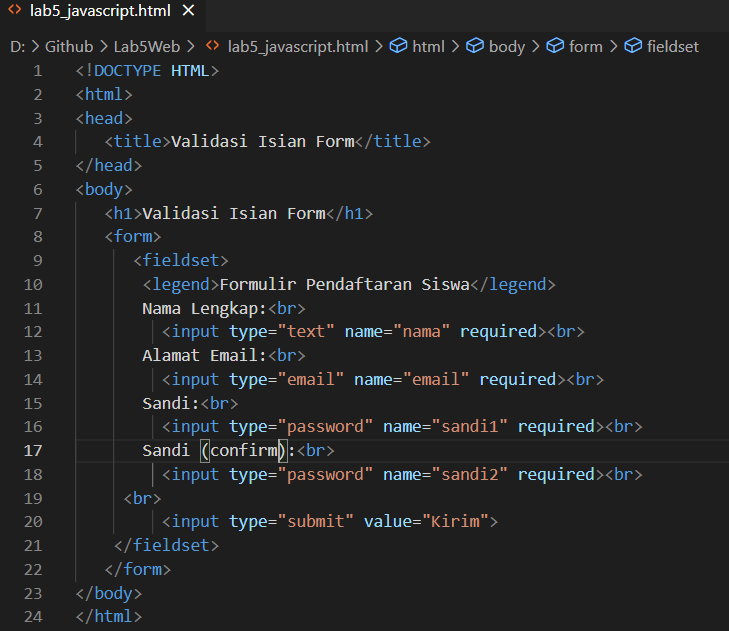 lab5_javascript.html
D: > Github > Lab5Web > lab5_javascript.html > html > body > form > fieldset
1 <!DOCTYPE HTML>
2 <html>
3 <head>
4 <title>Validasi Isian Form</title>
5 </head>
6 <body>
7 <h1>Validasi Isian Form</h1>
8 <form>
9 <fieldset>
10 <legend>Formulir Pendaftaran Siswa</legend>
11 Nama Lengkap:<br>
12 <input type="text" name="nama" required><br>
13 Alamat Email:<br>
14 <input type="email" name="email" required><br>
15 Sandi:<br>
16 <input type="password" name="sandi1" required><br>
17 Sandi (confirm):<br>
18 <input type="password" name="sandi2" required><br>
19 <br>
20 <input type="submit" value="Kirim">
21 </fieldset>
22 </form>
23 </body>
24 </html>